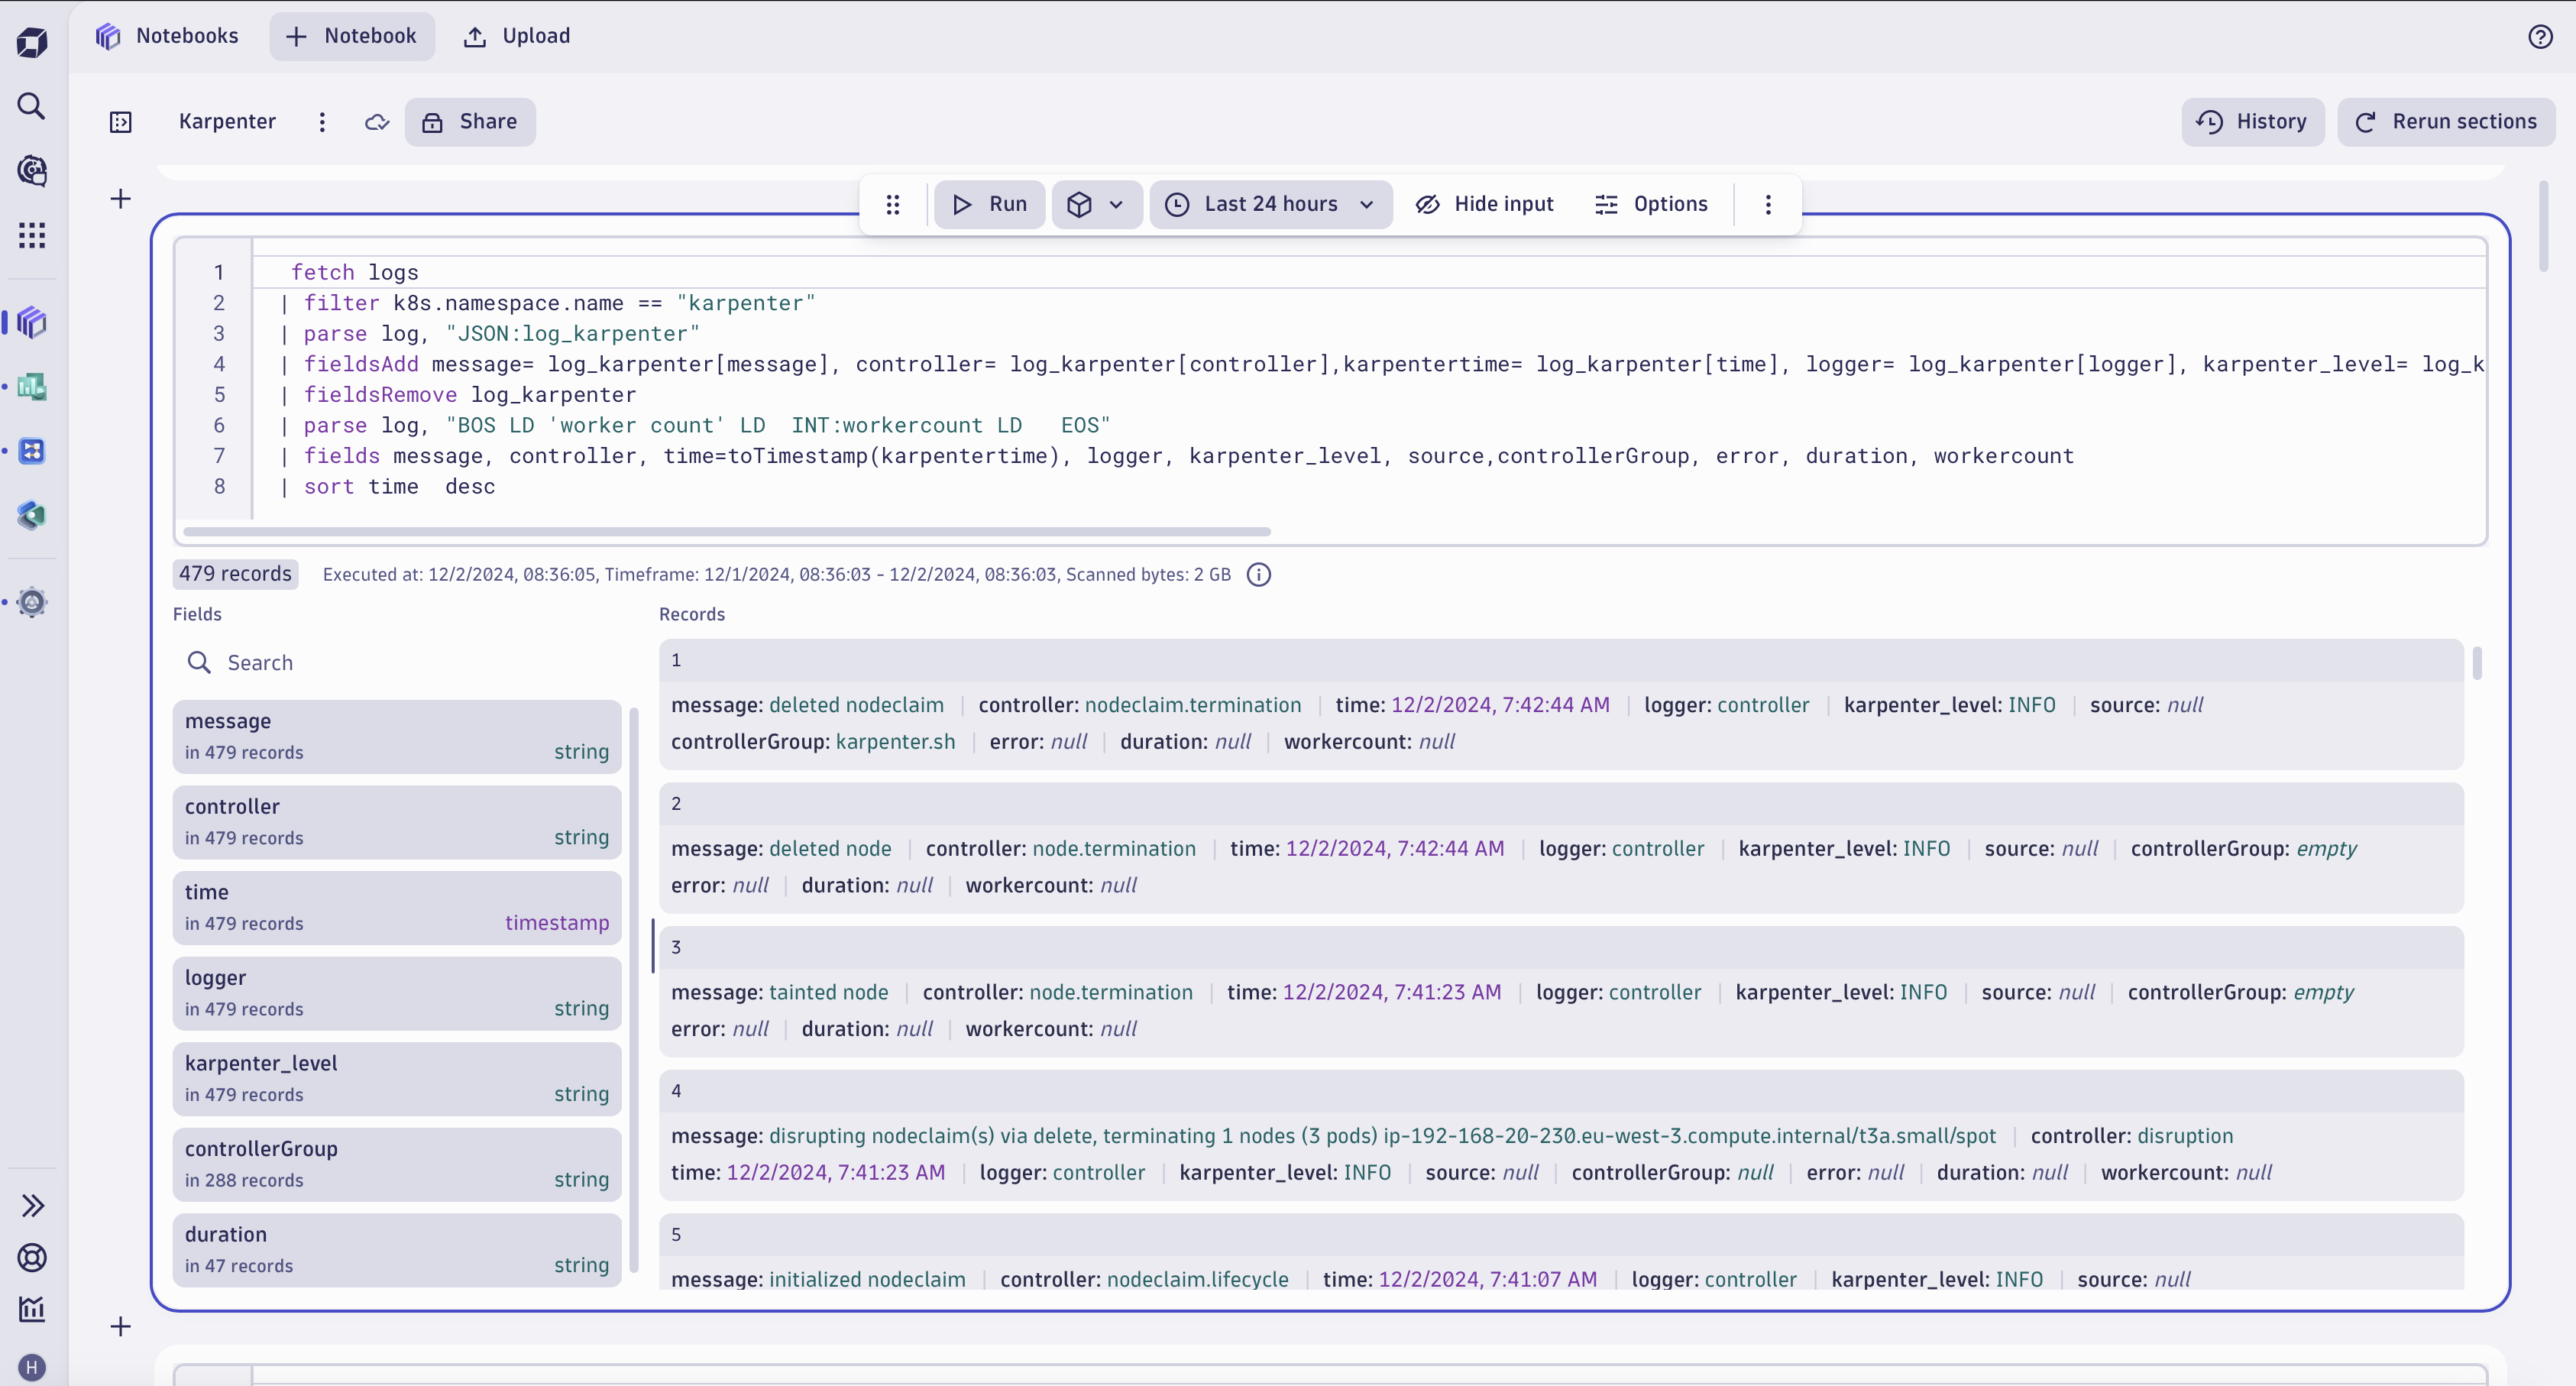 Notebooks
Notebook
Upload
Karpenter
Share
History
Rerun sections
Run
Last 24 hours
Hide input
Options
1 fetch logs
2 | filter k8s.namespace.name == "karpenter"
3 | parse log, "JSON:log_karpenter"
4 | fieldsAdd message= log_karpenter[message], controller= log_karpenter[controller],karpentertime= log_karpenter[time], logger= log_karpenter[logger], karpenter_level= log_k
5 | fieldsRemove log_karpenter
6 | parse log, "BOS LD 'worker count' LD  INT:workercount LD   EOS"
7 | fields message, controller, time=toTimestamp(karpentertime), logger, karpenter_level, source,controllerGroup, error, duration, workercount
8 | sort time  desc
479 records Executed at: 12/2/2024, 08:36:05, Timeframe: 12/1/2024, 08:36:03 - 12/2/2024, 08:36:03, Scanned bytes: 2 GB
Fields
Search
message
in 479 records string
controller
in 479 records string
time
in 479 records timestamp
logger
in 479 records string
karpenter_level
in 479 records string
controllerGroup
in 288 records string
duration
in 47 records string
Records
1
message: deleted nodeclaim | controller: nodeclaim.termination | time: 12/2/2024, 7:42:44 AM | logger: controller | karpenter_level: INFO | source: null
controllerGroup: karpenter.sh | error: null | duration: null | workercount: null
2
message: deleted node | controller: node.termination | time: 12/2/2024, 7:42:44 AM | logger: controller | karpenter_level: INFO | source: null | controllerGroup: empty
error: null | duration: null | workercount: null
3
message: tainted node | controller: node.termination | time: 12/2/2024, 7:41:23 AM | logger: controller | karpenter_level: INFO | source: null | controllerGroup: empty
error: null | duration: null | workercount: null
4
message: disrupting nodeclaim(s) via delete, terminating 1 nodes (3 pods) ip-192-168-20-230.eu-west-3.compute.internal/t3a.small/spot | controller: disruption
time: 12/2/2024, 7:41:23 AM | logger: controller | karpenter_level: INFO | source: null | controllerGroup: null | error: null | duration: null | workercount: null
5
message: initialized nodeclaim | controller: nodeclaim.lifecycle | time: 12/2/2024, 7:41:07 AM | logger: controller | karpenter_level: INFO | source: null
H